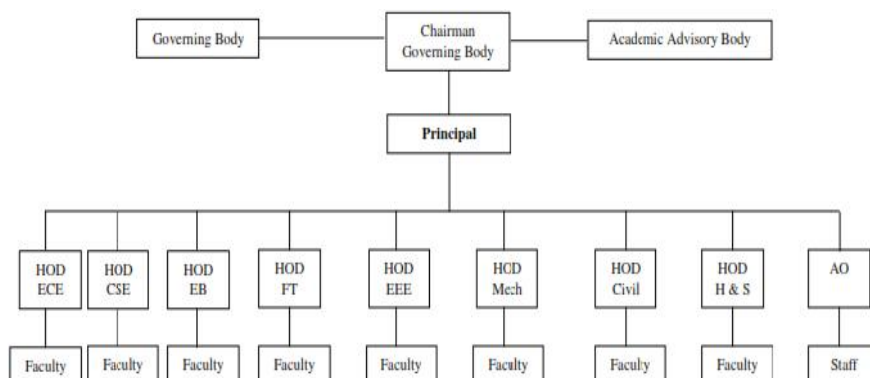 Governing Body
Chairman
Governing Body
Academic Advisory Body
Principal
HOD
ECE
HOD
CSE
HOD
EB
HOD
FT
HOD
EEE
HOD
Mech
HOD
Civil
HOD
H & S
AO
Faculty
Faculty
Faculty
Faculty
Faculty
Faculty
Faculty
Faculty
Staff